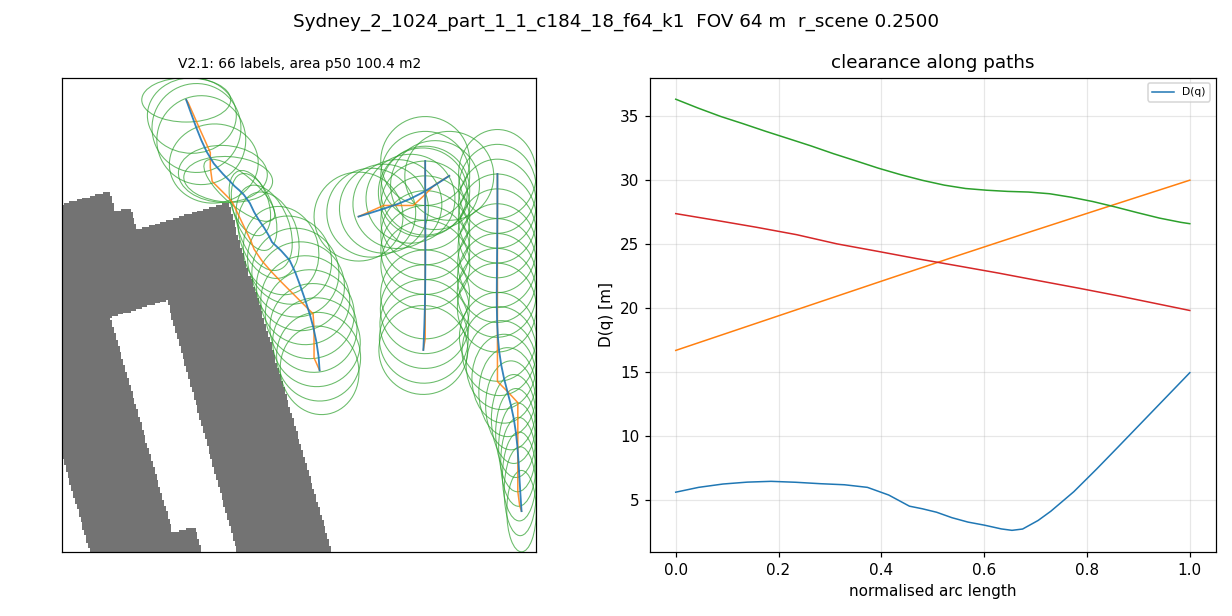 Sydney_2_1024_part_1_1_c184_18_f64_k1  FOV 64 m  r_scene 0.2500
V2.1: 66 labels, area p50 100.4 m2
clearance along paths
D(q)
35
30
25
20
15
10
5
D(q) [m]
0.0 0.2 0.4 0.6 0.8 1.0
normalised arc length